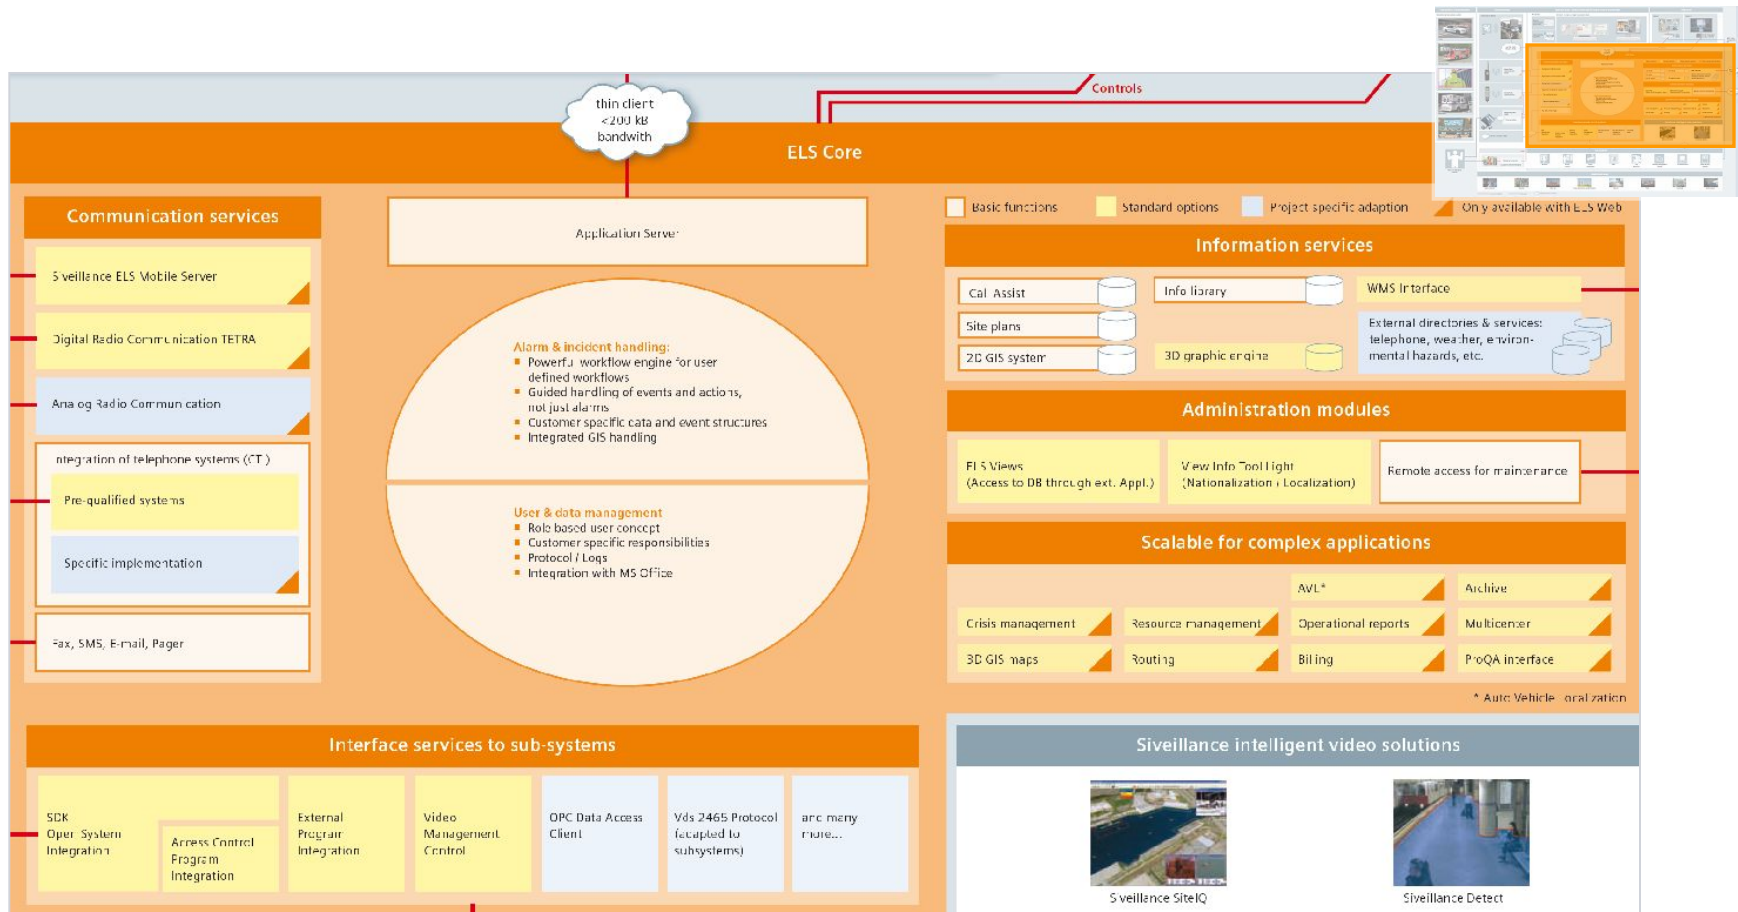 thin client
<200 kB
bandwith
Controls
ELS Core
Communication services
Siveillance ELS Mobile Server
Digital Radio Communication TETRA
Analog Radio Communication
Integration of telephone systems (CTI)
Pre-qualified systems
Specific implementation
Fax, SMS, E-mail, Pager
Application Server
Alarm & incident handling:
Powerful workflow engine for user
defined workflows
Guided handling of events and actions,
not just alarms
Customer specific data and event structures
Integrated GIS handling
User & data management
Role based user concept
Customer specific responsibilities
Protocol / Logs
Integration with MS Office
Basic functions
Standard options
Project specific adaption
Only available with ELS Web
Information services
Call Assist
Info library
WMS Interface
Site plans
2D GIS system
3D graphic engine
External directories & services:
telephone, weather, environ-
mental hazards, etc.
Administration modules
ELS Views
(Access to DB through ext. Appl.)
View Info Tool Light
(Nationalization / Localization)
Remote access for maintenance
Scalable for complex applications
AVL*
Archive
Crisis management
Resource management
Operational reports
Multicenter
3D GIS maps
Routing
Billing
ProQA interface
* Auto Vehicle Localization
Interface services to sub-systems
SDK
Open System
Integration
Access Control
Program
Integration
External
Program
Integration
Video
Management
Control
OPC Data Access
Client
Vds 2465 Protocol
(adapted to
subsystems)
and many
more...
Siveillance intelligent video solutions
Siveillance SiteIQ
Siveillance Detect